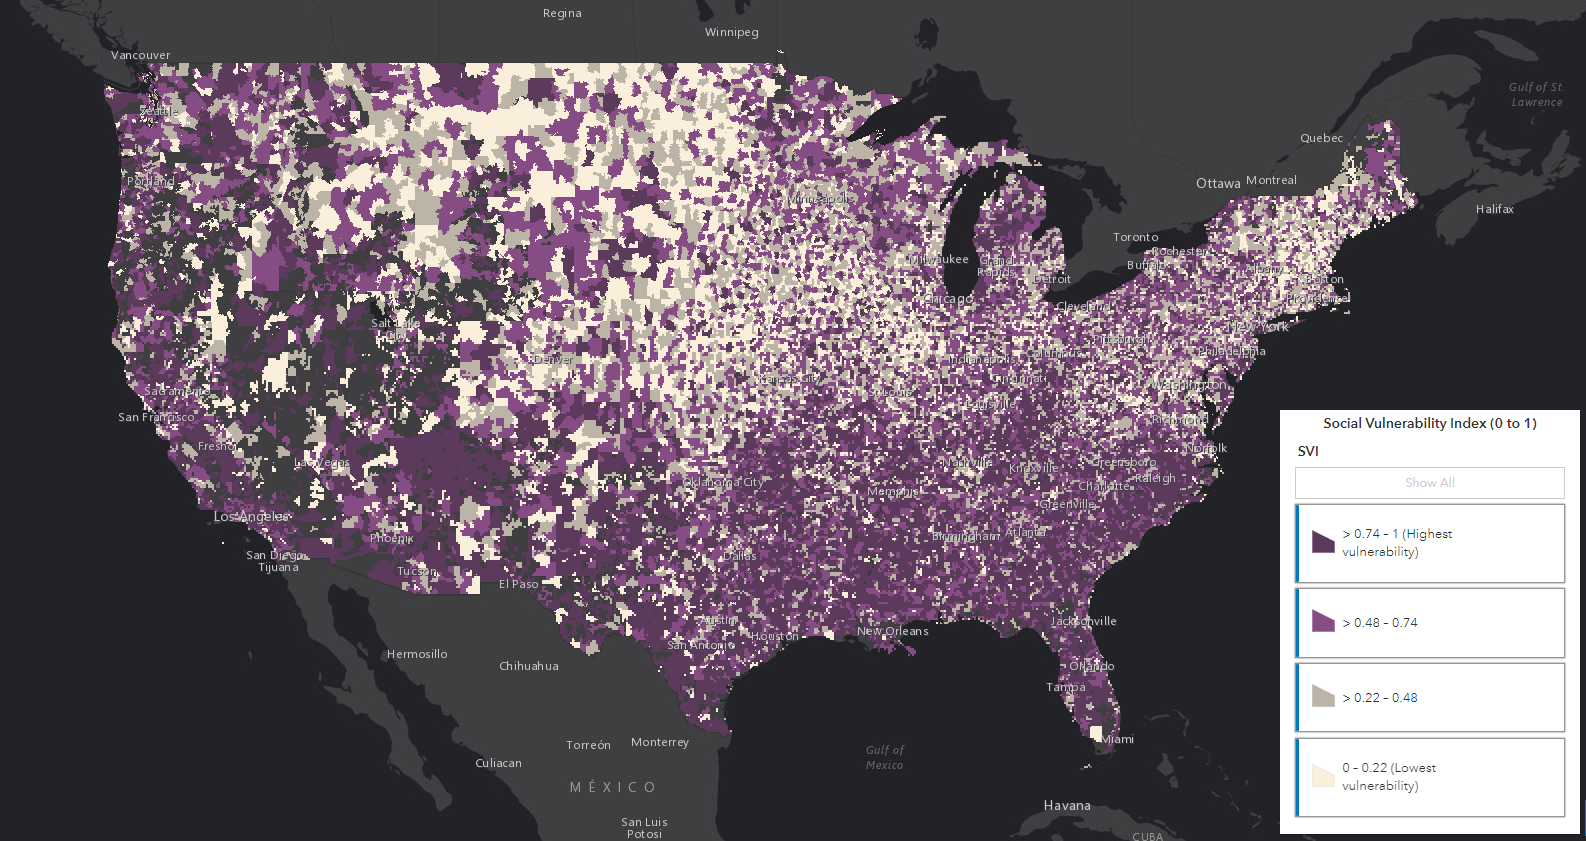 Regina
Winnipeg
Vancouver
Gulf of St.
Lawrence
Seattle
Quebec
Portland
Ottawa
Montreal
Minneapolis
Halifax
Toronto
Rochester
Milwaukee
Grand
Rapids
Buffalo
Albany
Detroit
Boston
Chicago
Providence
Cleveland
Salt Lake
City
New York
Pittsburgh
Denver
Indianapolis
Columbus
Philadelphia
Kansas City
Cincinnati
Washington
Sacramento
St Louis
Louisville
San Francisco
Richmond
Fresno
Norfolk
Las Vegas
Nashville
Knoxville
Greensboro
Oklahoma City
Memphis
Charlotte
Raleigh
Greenville
Los Angeles
Phoenix
Birmingham
Atlanta
San Diego
Tijuana
Dallas
Tucson
El Paso
Austin
Jacksonville
Houston
New Orleans
San Antonio
Hermosillo
Chihuahua
Orlando
Tampa
Torreón
Monterrey
Miami
Gulf of
Mexico
Culiacan
MÉXICO
Havana
San Luis
Potosi
CUBA
Social Vulnerability Index (0 to 1)
SVI
Show All
> 0.74 - 1 (Highest
vulnerability)
> 0.48 - 0.74
> 0.22 - 0.48
0 - 0.22 (Lowest
vulnerability)